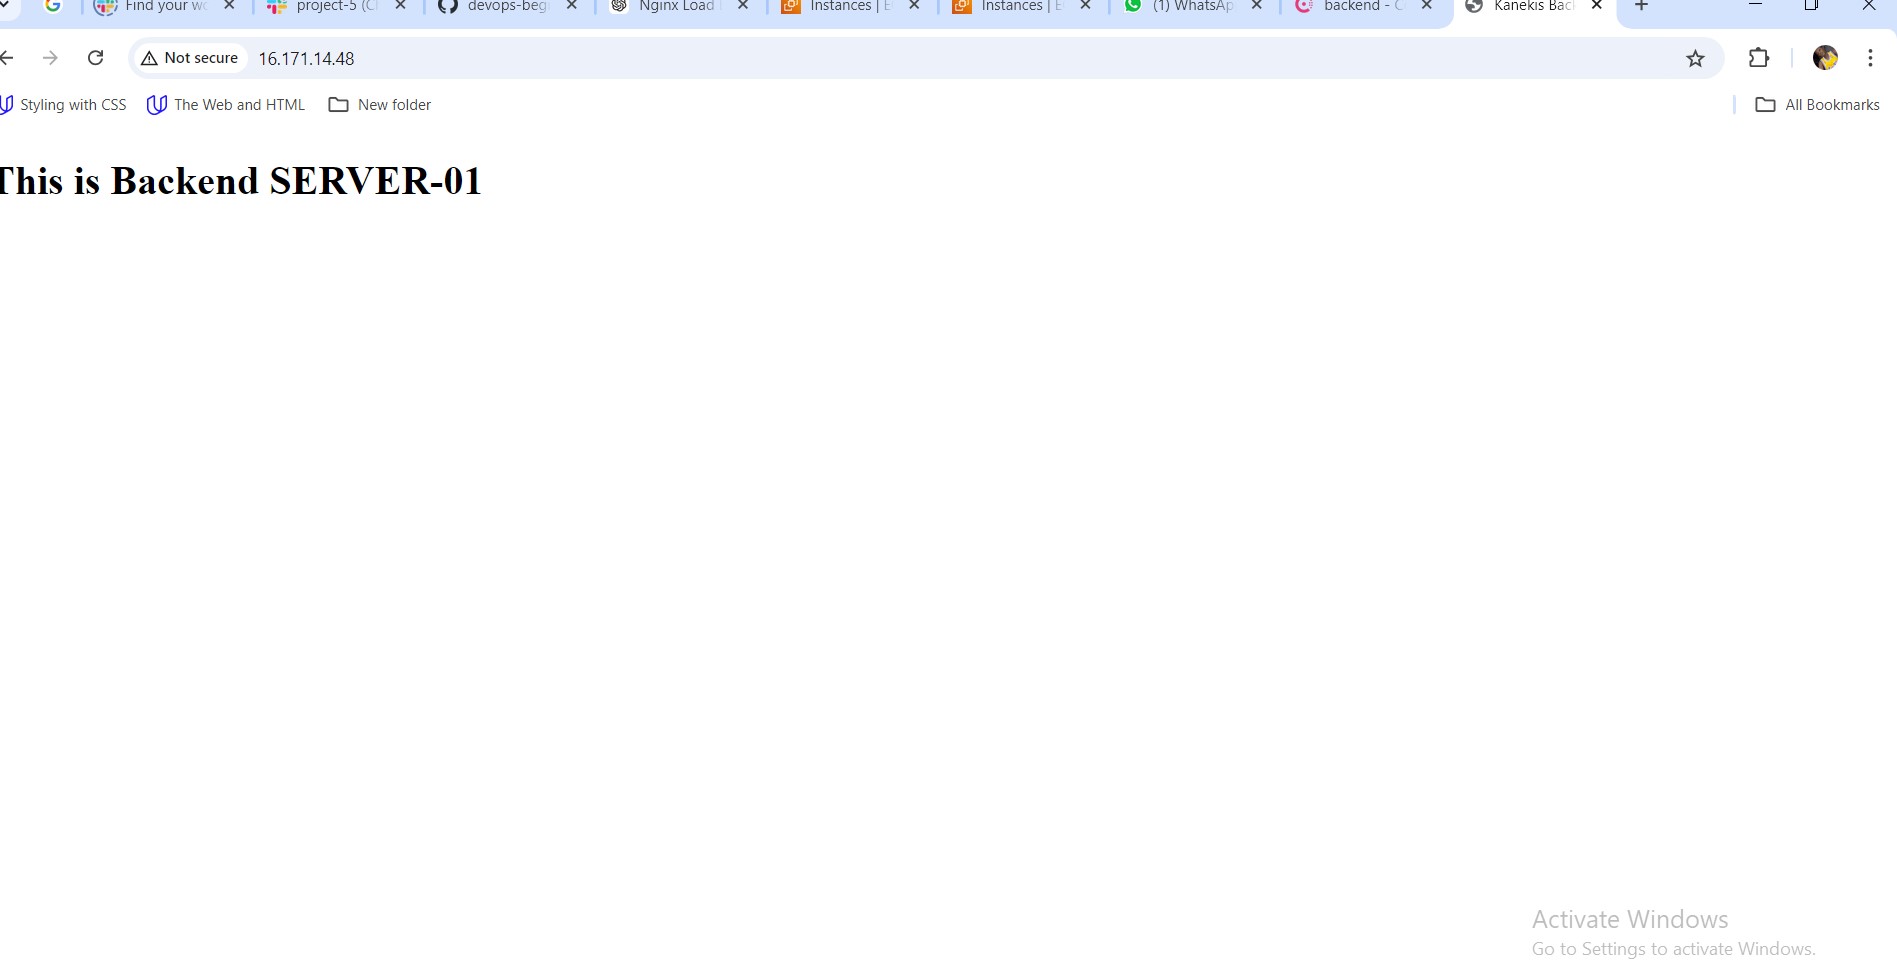 Find your wo
project-5 (C
devops-beg
Nginx Load
Instances | E
Instances | E
(1) WhatsAp
backend - C
Kanekis Bac
Not secure
16.171.14.48
Styling with CSS
The Web and HTML
New folder
All Bookmarks
This is Backend SERVER-01
Activate Windows
Go to Settings to activate Windows.